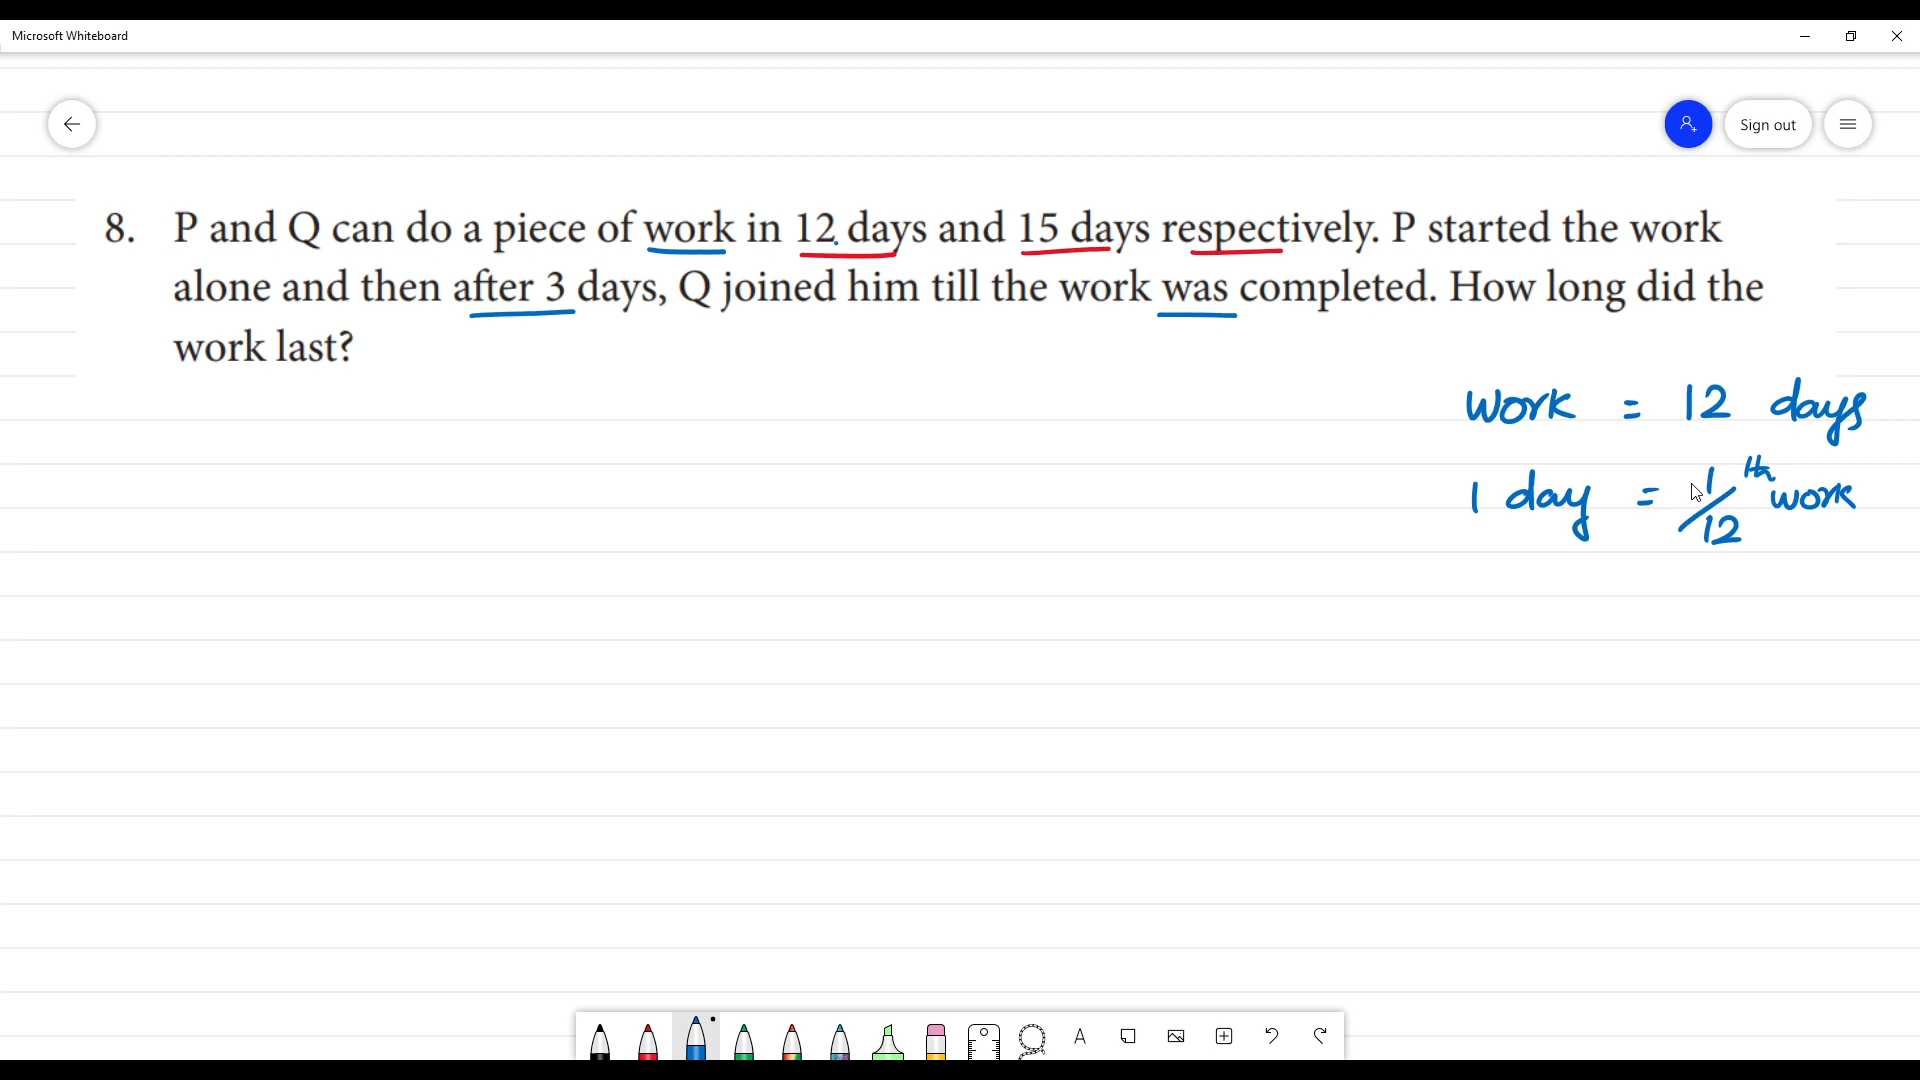 Microsoft Whiteboard
Sign out
8. P and Q can do a piece of work in 12 days and 15 days respectively. P started the work
alone and then after 3 days, Q joined him till the work was completed. How long did the
work last?
work = 12 days
1 day = 1/12 th work
A